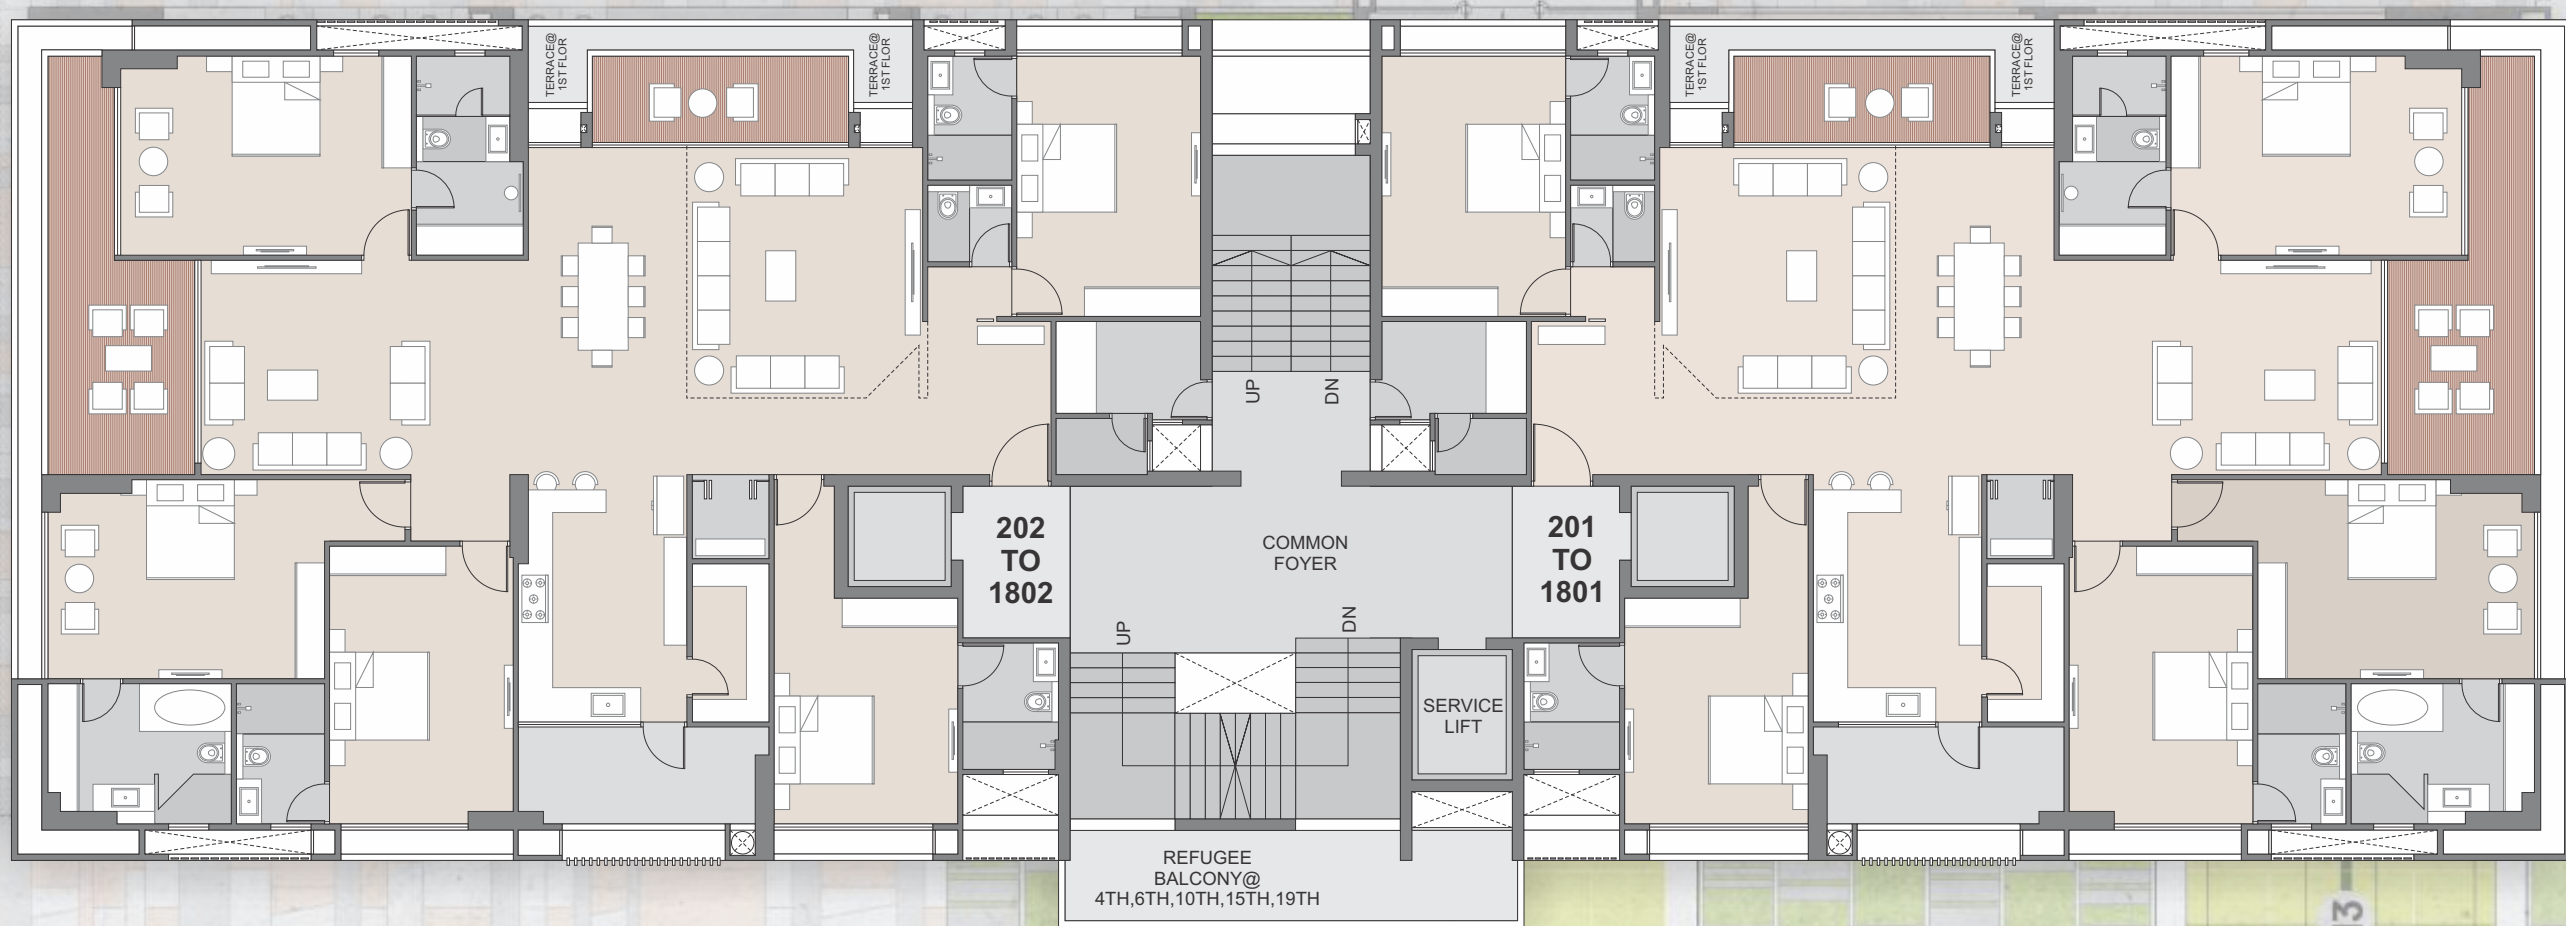 TERRACE@
1ST FLOR
TERRACE@
1ST FLOR
TERRACE@
1ST FLOR
TERRACE@
1ST FLOR
UP
DN
202
TO
1802
COMMON
FOYER
201
TO
1801
UP
DN
SERVICE
LIFT
REFUGEE
BALCONY@
4TH,6TH,10TH,15TH,19TH
13